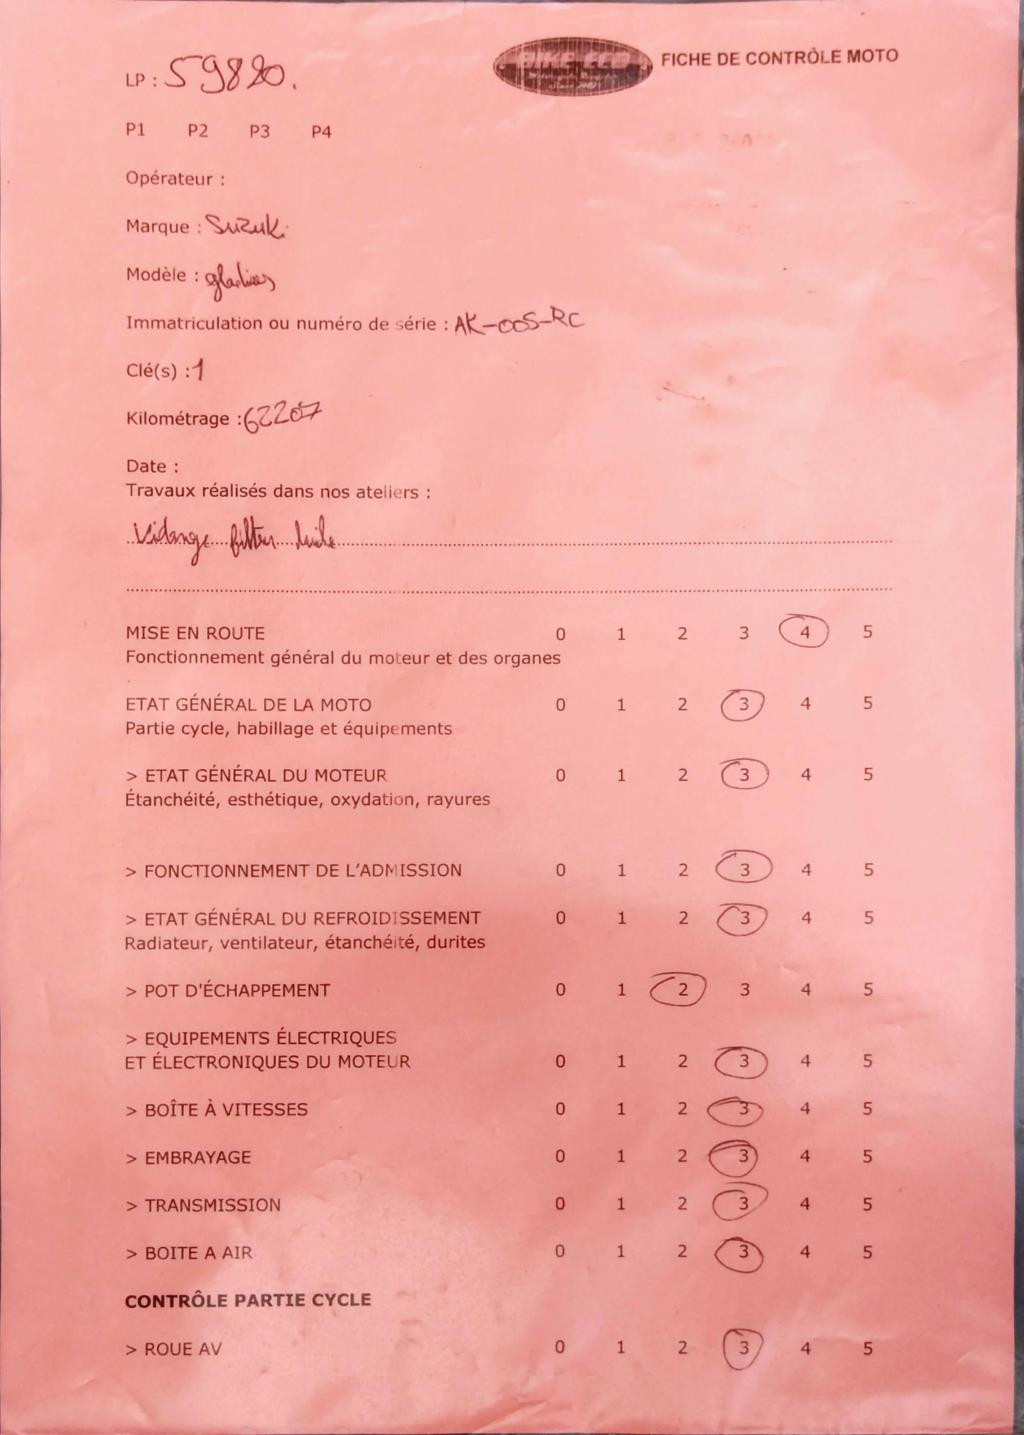 LP : 59820.
FICHE DE CONTRÔLE MOTO
P1 P2 P3 P4
Opérateur :
Marque : Suzuki
Modèle :
Immatriculation ou numéro de série : AK-005-RC
Clé(s) : 1
Kilométrage : 62207
Date :
Travaux réalisés dans nos ateliers :
Vidange filtre huile
MISE EN ROUTE 0 1 2 3 4 5
Fonctionnement général du moteur et des organes
ETAT GÉNÉRAL DE LA MOTO 0 1 2 3 4 5
Partie cycle, habillage et équipements
> ETAT GÉNÉRAL DU MOTEUR 0 1 2 3 4 5
Étanchéité, esthétique, oxydation, rayures
> FONCTIONNEMENT DE L'ADMISSION 0 1 2 3 4 5
> ETAT GÉNÉRAL DU REFROIDISSEMENT 0 1 2 3 4 5
Radiateur, ventilateur, étanchéité, durites
> POT D'ÉCHAPPEMENT 0 1 2 3 4 5
> EQUIPEMENTS ÉLECTRIQUES
ET ÉLECTRONIQUES DU MOTEUR 0 1 2 3 4 5
> BOÎTE À VITESSES 0 1 2 3 4 5
> EMBRAYAGE 0 1 2 3 4 5
> TRANSMISSION 0 1 2 3 4 5
> BOITE A AIR 0 1 2 3 4 5
CONTRÔLE PARTIE CYCLE
> ROUE AV 0 1 2 3 4 5